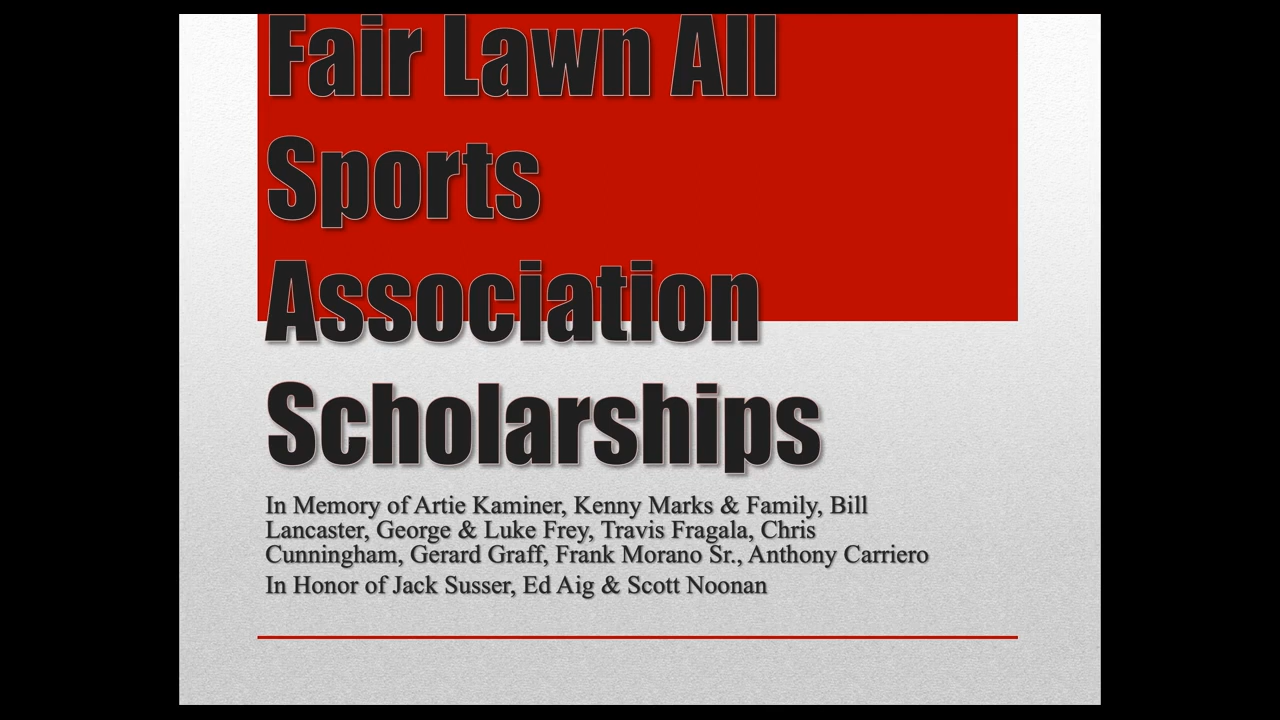 Fair Lawn All
Sports
Association
Scholarships
In Memory of Artie Kaminer, Kenny Marks & Family, Bill
Lancaster, George & Luke Frey, Travis Fragala, Chris
Cunningham, Gerard Graff, Frank Morano Sr., Anthony Carriero
In Honor of Jack Susser, Ed Aig & Scott Noonan